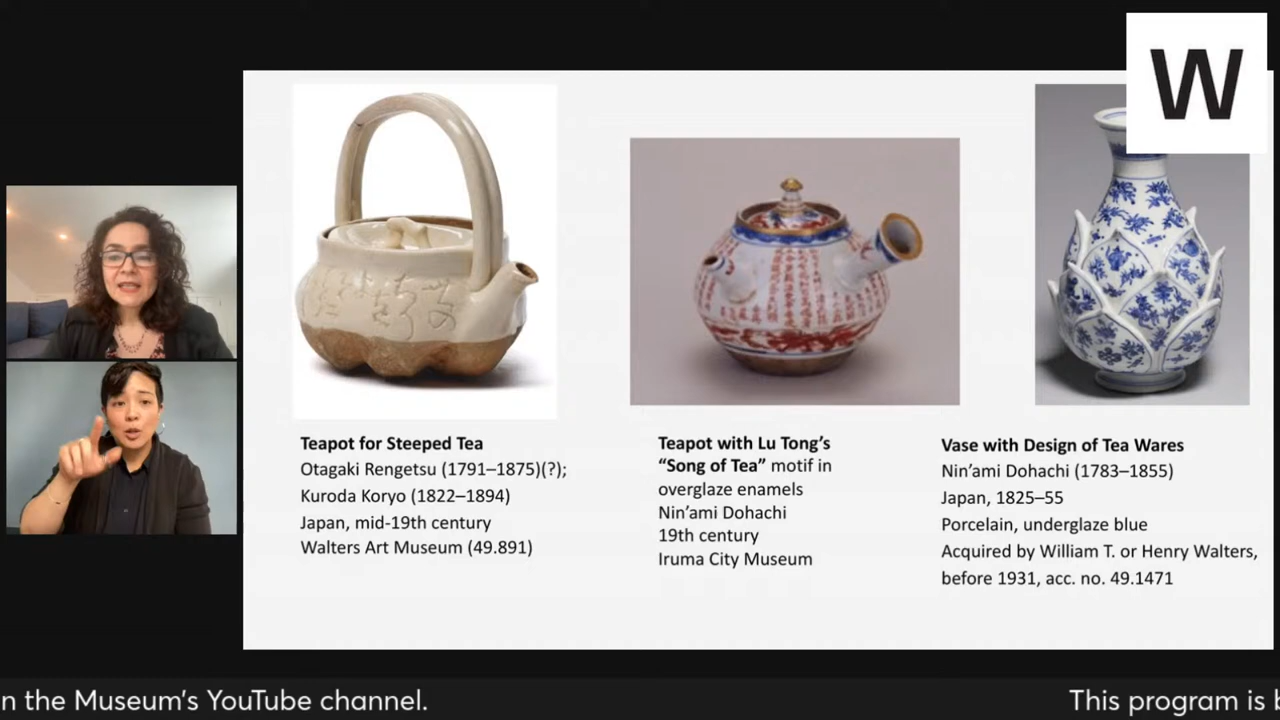 W
Teapot for Steeped Tea
Otagaki Rengetsu (1791–1875)(?);
Kuroda Koryo (1822–1894)
Japan, mid-19th century
Walters Art Museum (49.891)
Teapot with Lu Tong's
“Song of Tea” motif in
overglaze enamels
Nin'ami Dohachi
19th century
Iruma City Museum
Vase with Design of Tea Wares
Nin'ami Dohachi (1783–1855)
Japan, 1825–55
Porcelain, underglaze blue
Acquired by William T. or Henry Walters,
before 1931, acc. no. 49.1471
n the Museum's YouTube channel.
This program is b